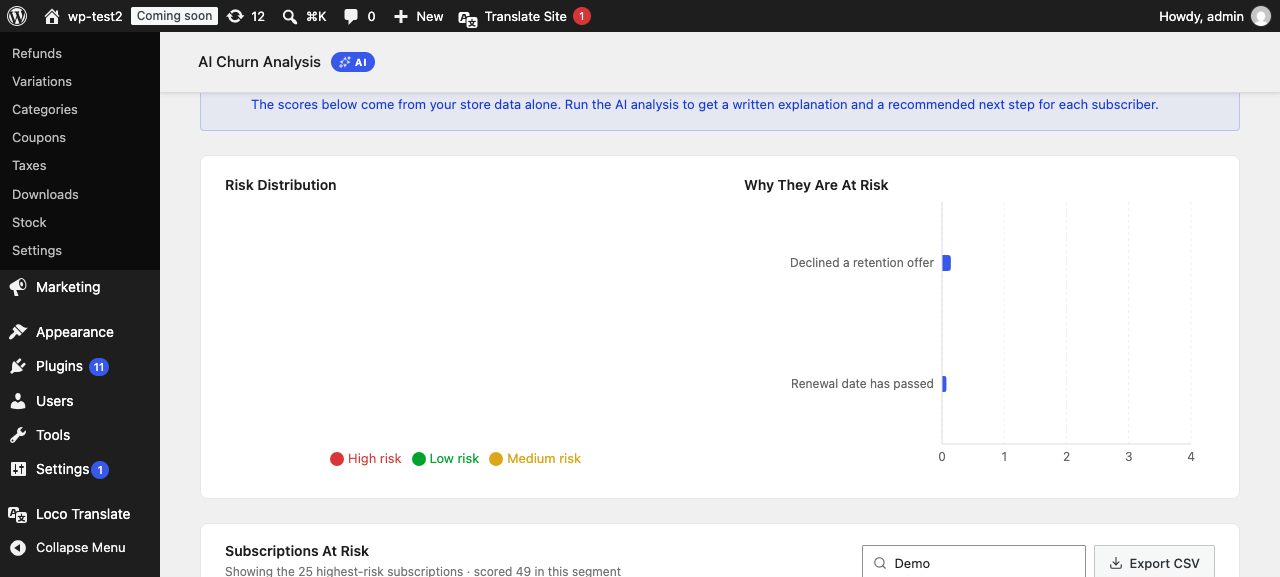 wp-test2 Coming soon 12 ⌘K 0 New Translate Site 1 Howdy, admin
Refunds
Variations
Categories
Coupons
Taxes
Downloads
Stock
Settings
Marketing
Appearance
Plugins 11
Users
Tools
Settings 1
Loco Translate
Collapse Menu
AI Churn Analysis AI
The scores below come from your store data alone. Run the AI analysis to get a written explanation and a recommended next step for each subscriber.
Risk Distribution
High risk Low risk Medium risk
Why They Are At Risk
Declined a retention offer
Renewal date has passed
0 1 2 3 4
Subscriptions At Risk
Showing the 25 highest-risk subscriptions · scored 49 in this segment
Demo
Export CSV